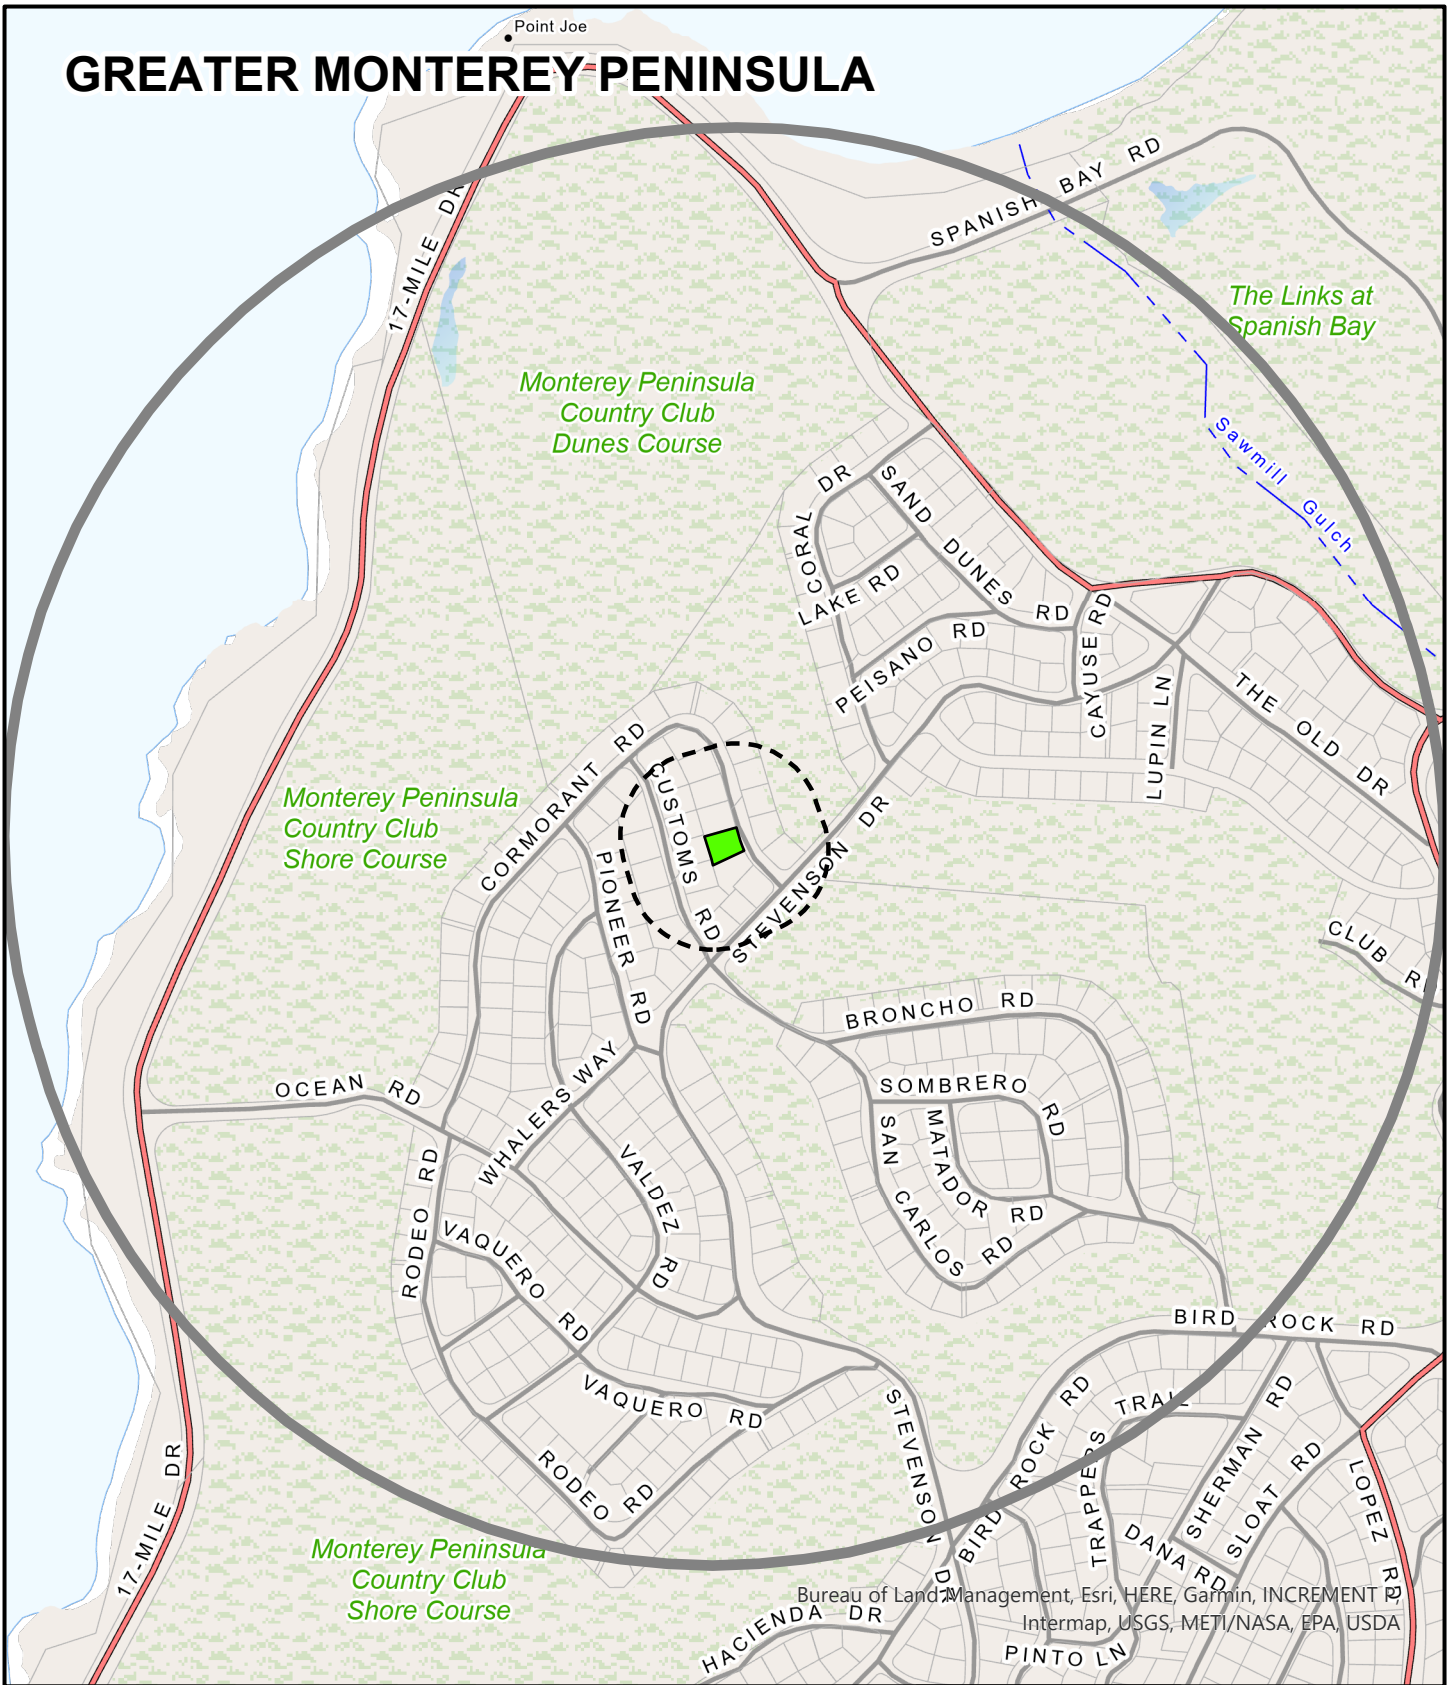 Point Joe
GREATER MONTEREY PENINSULA
SPANISH BAY RD
17-MILE DR
The Links at
Spanish Bay
Monterey Peninsula
Country Club
Dunes Course
Sawmill Gulch
CORAL DR
SAND DUNES RD
LAKE RD
PEISANO RD
CAYUSE RD
LUPIN LN
THE OLD DR
CORMORANT RD
CUSTOMS RD
Monterey Peninsula
Country Club
Shore Course
PIONEER RD
STEVENSON DR
CLUB RD
BRONCHO RD
OCEAN RD
WHALERS WAY
SOMBRERO RD
MATADOR RD
SAN CARLOS RD
VALDEZ RD
RODEO RD
VAQUERO RD
BIRD ROCK RD
VAQUERO RD
STEVENSON DR
BIRD ROCK RD
TRAPPERS TRAIL
SHERMAN RD
SLOAT RD
LOPEZ RD
RODEO RD
17-MILE DR
DANA RD
Monterey Peninsula
Country Club
Shore Course
HACIENDA DR
PINTO LN
Bureau of Land Management, Esri, HERE, Garmin, INCREMENT P,
Intermap, USGS, METI/NASA, EPA, USDA